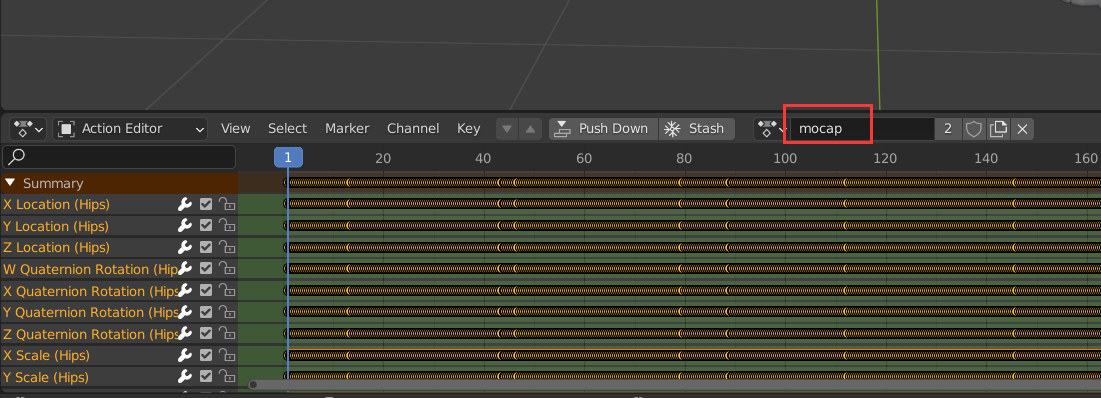 Action Editor View Select Marker Channel Key Push Down Stash mocap 2
1 20 40 60 80 100 120 140 160
Summary
X Location (Hips)
Y Location (Hips)
Z Location (Hips)
W Quaternion Rotation (Hip
X Quaternion Rotation (Hips
Y Quaternion Rotation (Hips
Z Quaternion Rotation (Hips
X Scale (Hips)
Y Scale (Hips)